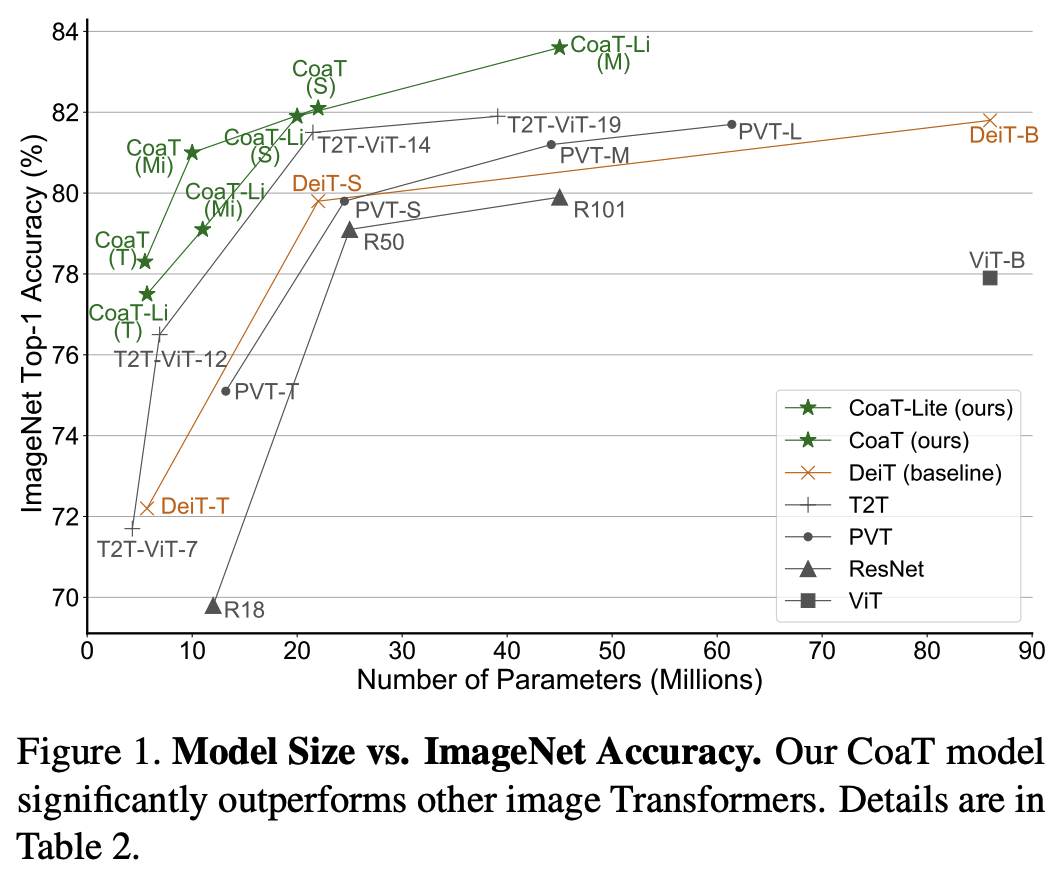 84
82
80
78
76
74
72
70
ImageNet Top-1 Accuracy (%)
CoaT
(S)
CoaT-Li
(M)
CoaT
(Mi)
CoaT-Li
(S)
T2T-ViT-14
T2T-ViT-19
PVT-M
PVT-L
DeiT-B
CoaT-Li
(Mi)
DeiT-S
PVT-S
R50
R101
CoaT
(T)
ViT-B
CoaT-Li
(T)
T2T-ViT-12
PVT-T
DeiT-T
T2T-ViT-7
R18
CoaT-Lite (ours)
CoaT (ours)
DeiT (baseline)
T2T
PVT
ResNet
ViT
0 10 20 30 40 50 60 70 80 90
Number of Parameters (Millions)
Figure 1. Model Size vs. ImageNet Accuracy. Our CoaT model
significantly outperforms other image Transformers. Details are in
Table 2.